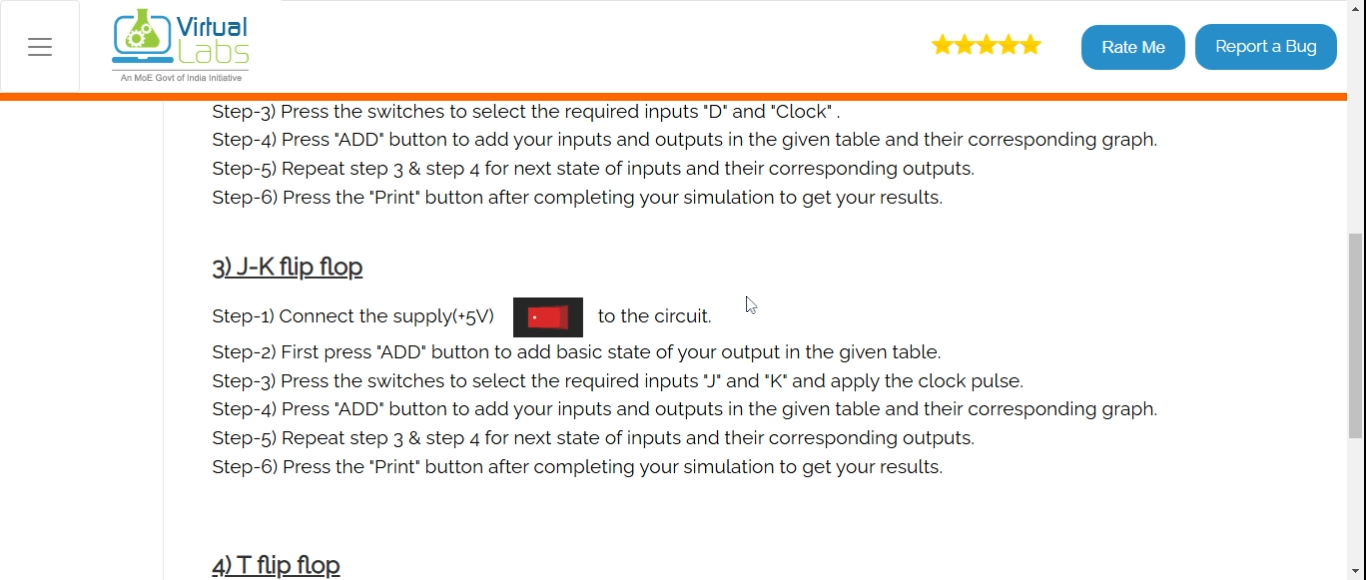 Virtual
Labs
An MoE Govt of India Initiative
Rate Me
Report a Bug
Step-3) Press the switches to select the required inputs "D" and "Clock" .
Step-4) Press "ADD" button to add your inputs and outputs in the given table and their corresponding graph.
Step-5) Repeat step 3 & step 4 for next state of inputs and their corresponding outputs.
Step-6) Press the "Print" button after completing your simulation to get your results.
3) J-K flip flop
Step-1) Connect the supply(+5V) to the circuit.
Step-2) First press "ADD" button to add basic state of your output in the given table.
Step-3) Press the switches to select the required inputs "J" and "K" and apply the clock pulse.
Step-4) Press "ADD" button to add your inputs and outputs in the given table and their corresponding graph.
Step-5) Repeat step 3 & step 4 for next state of inputs and their corresponding outputs.
Step-6) Press the "Print" button after completing your simulation to get your results.
4) T flip flop